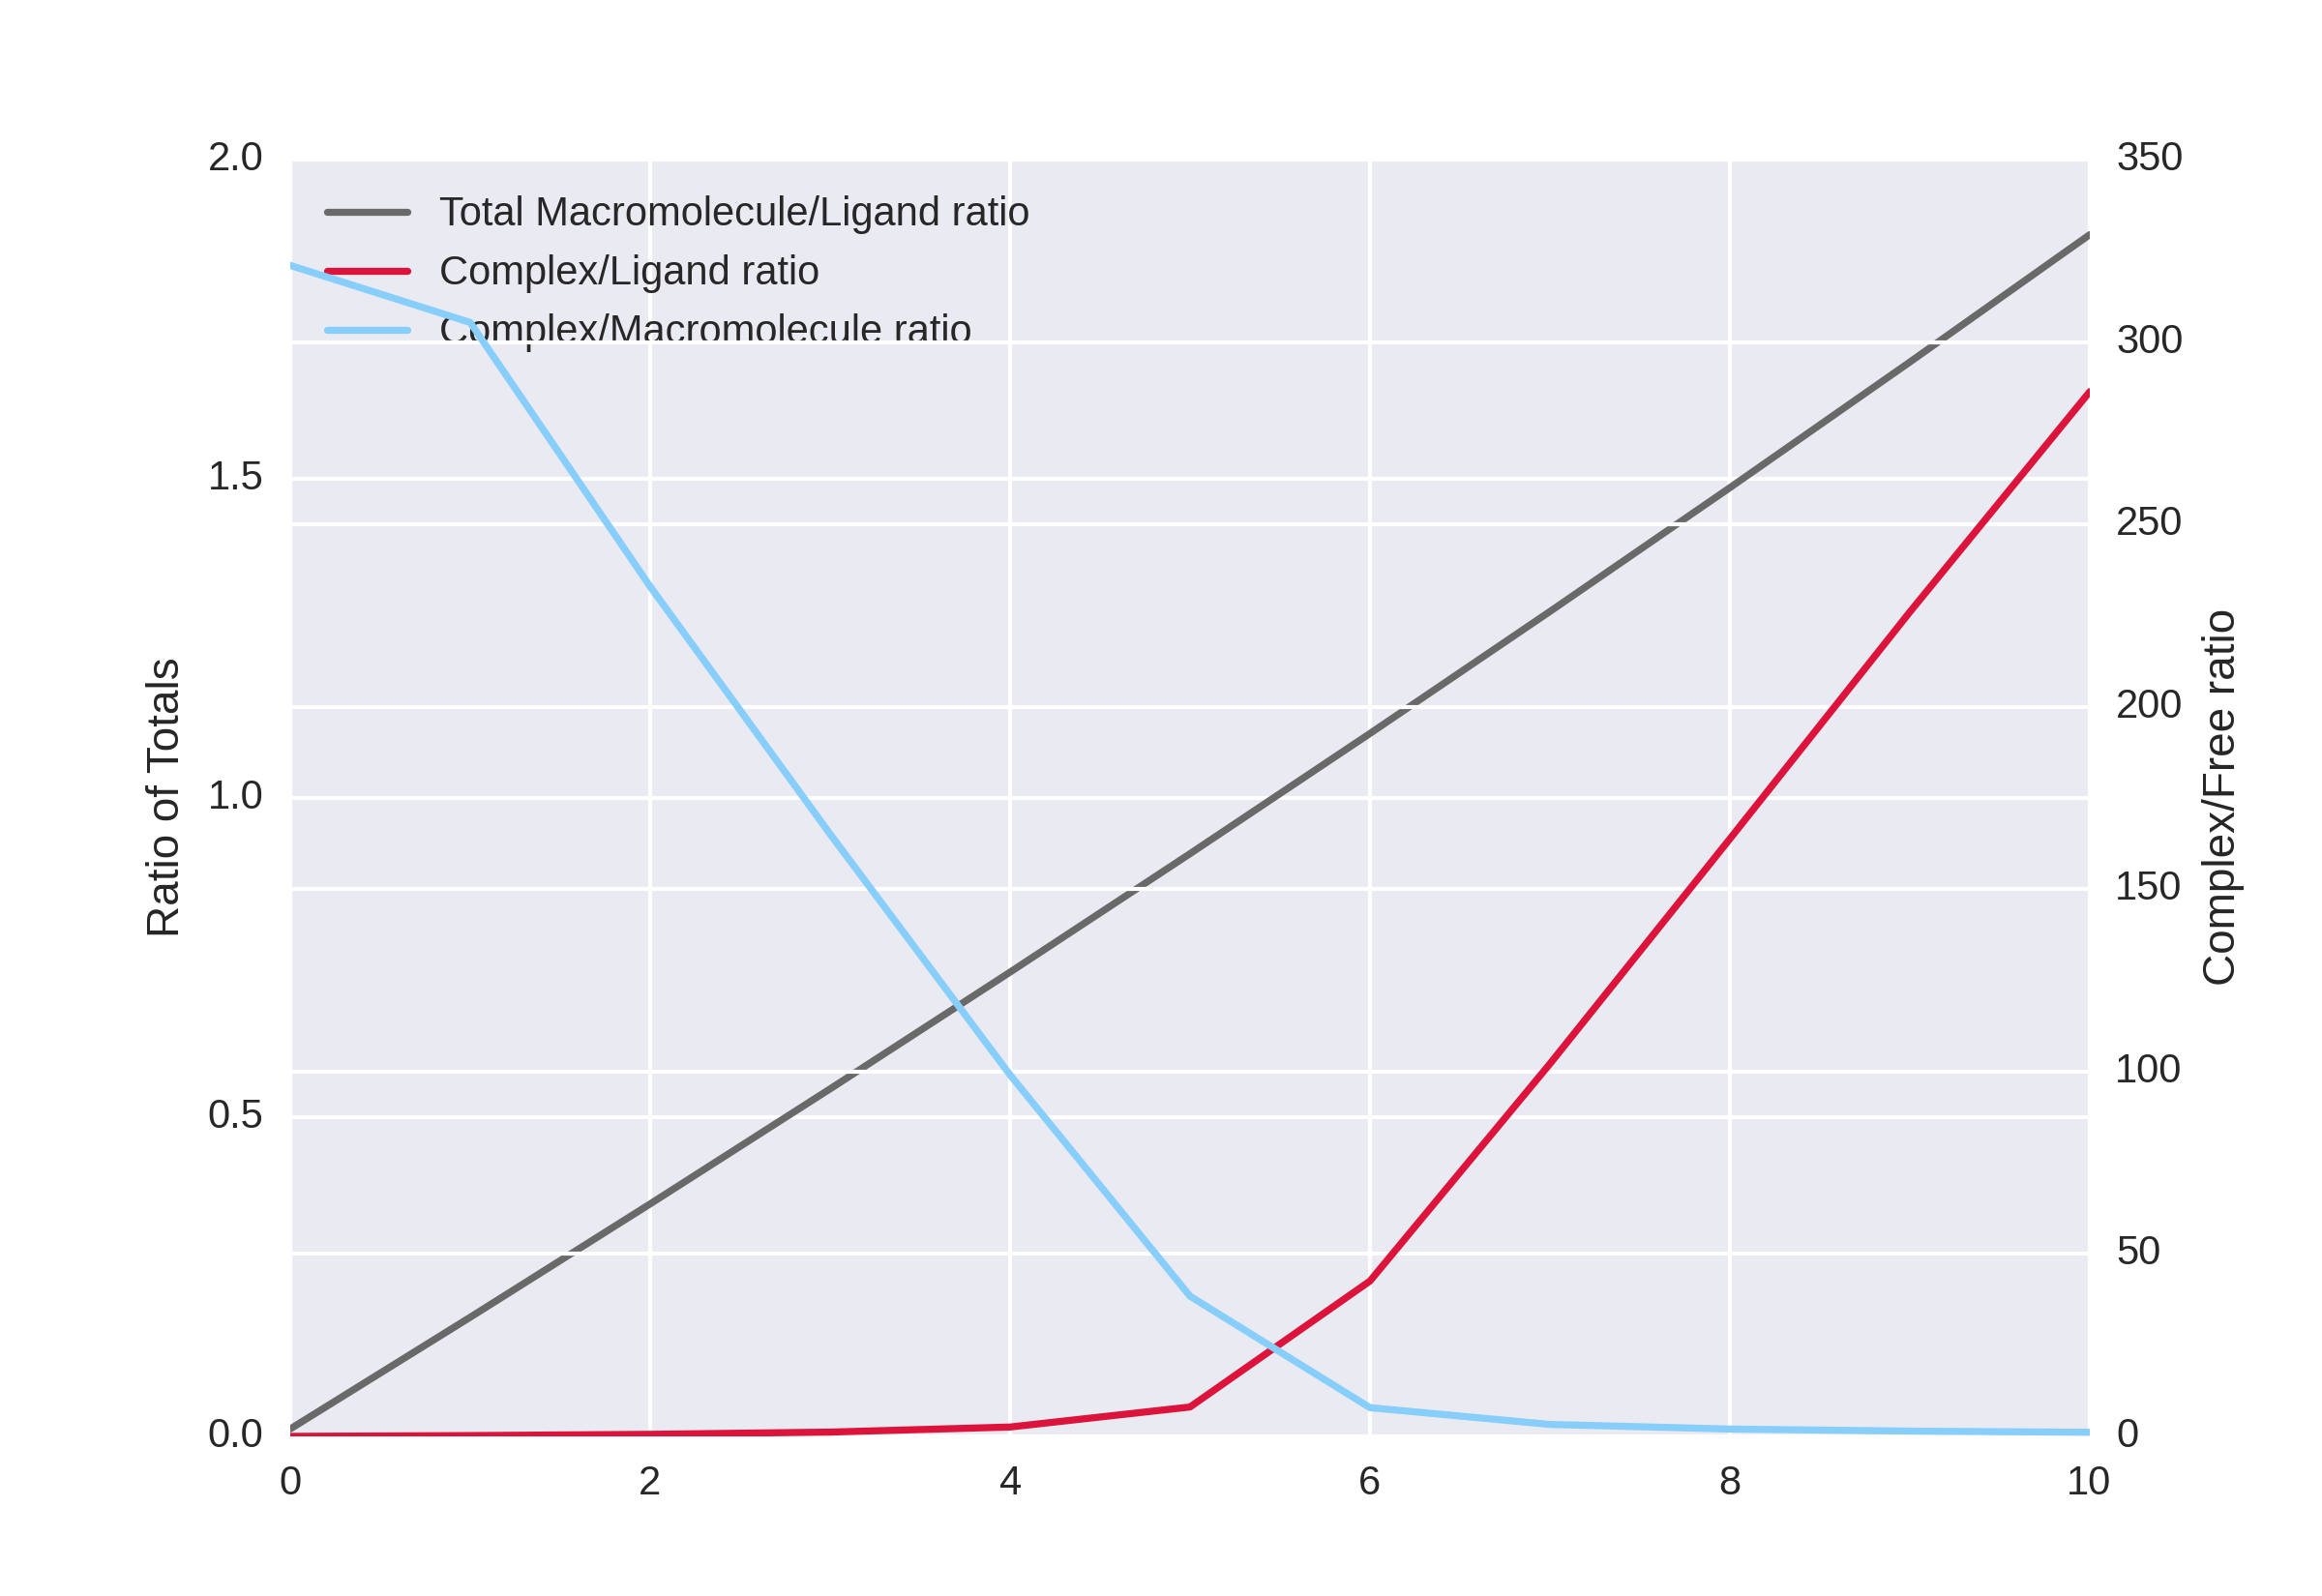 Total Macromolecule/Ligand ratio
Complex/Ligand ratio
Complex/Macromolecule ratio
2.0
1.5
1.0
0.5
0.0
Ratio of Totals
350
300
250
200
150
100
50
0
Complex/Free ratio
0 2 4 6 8 10